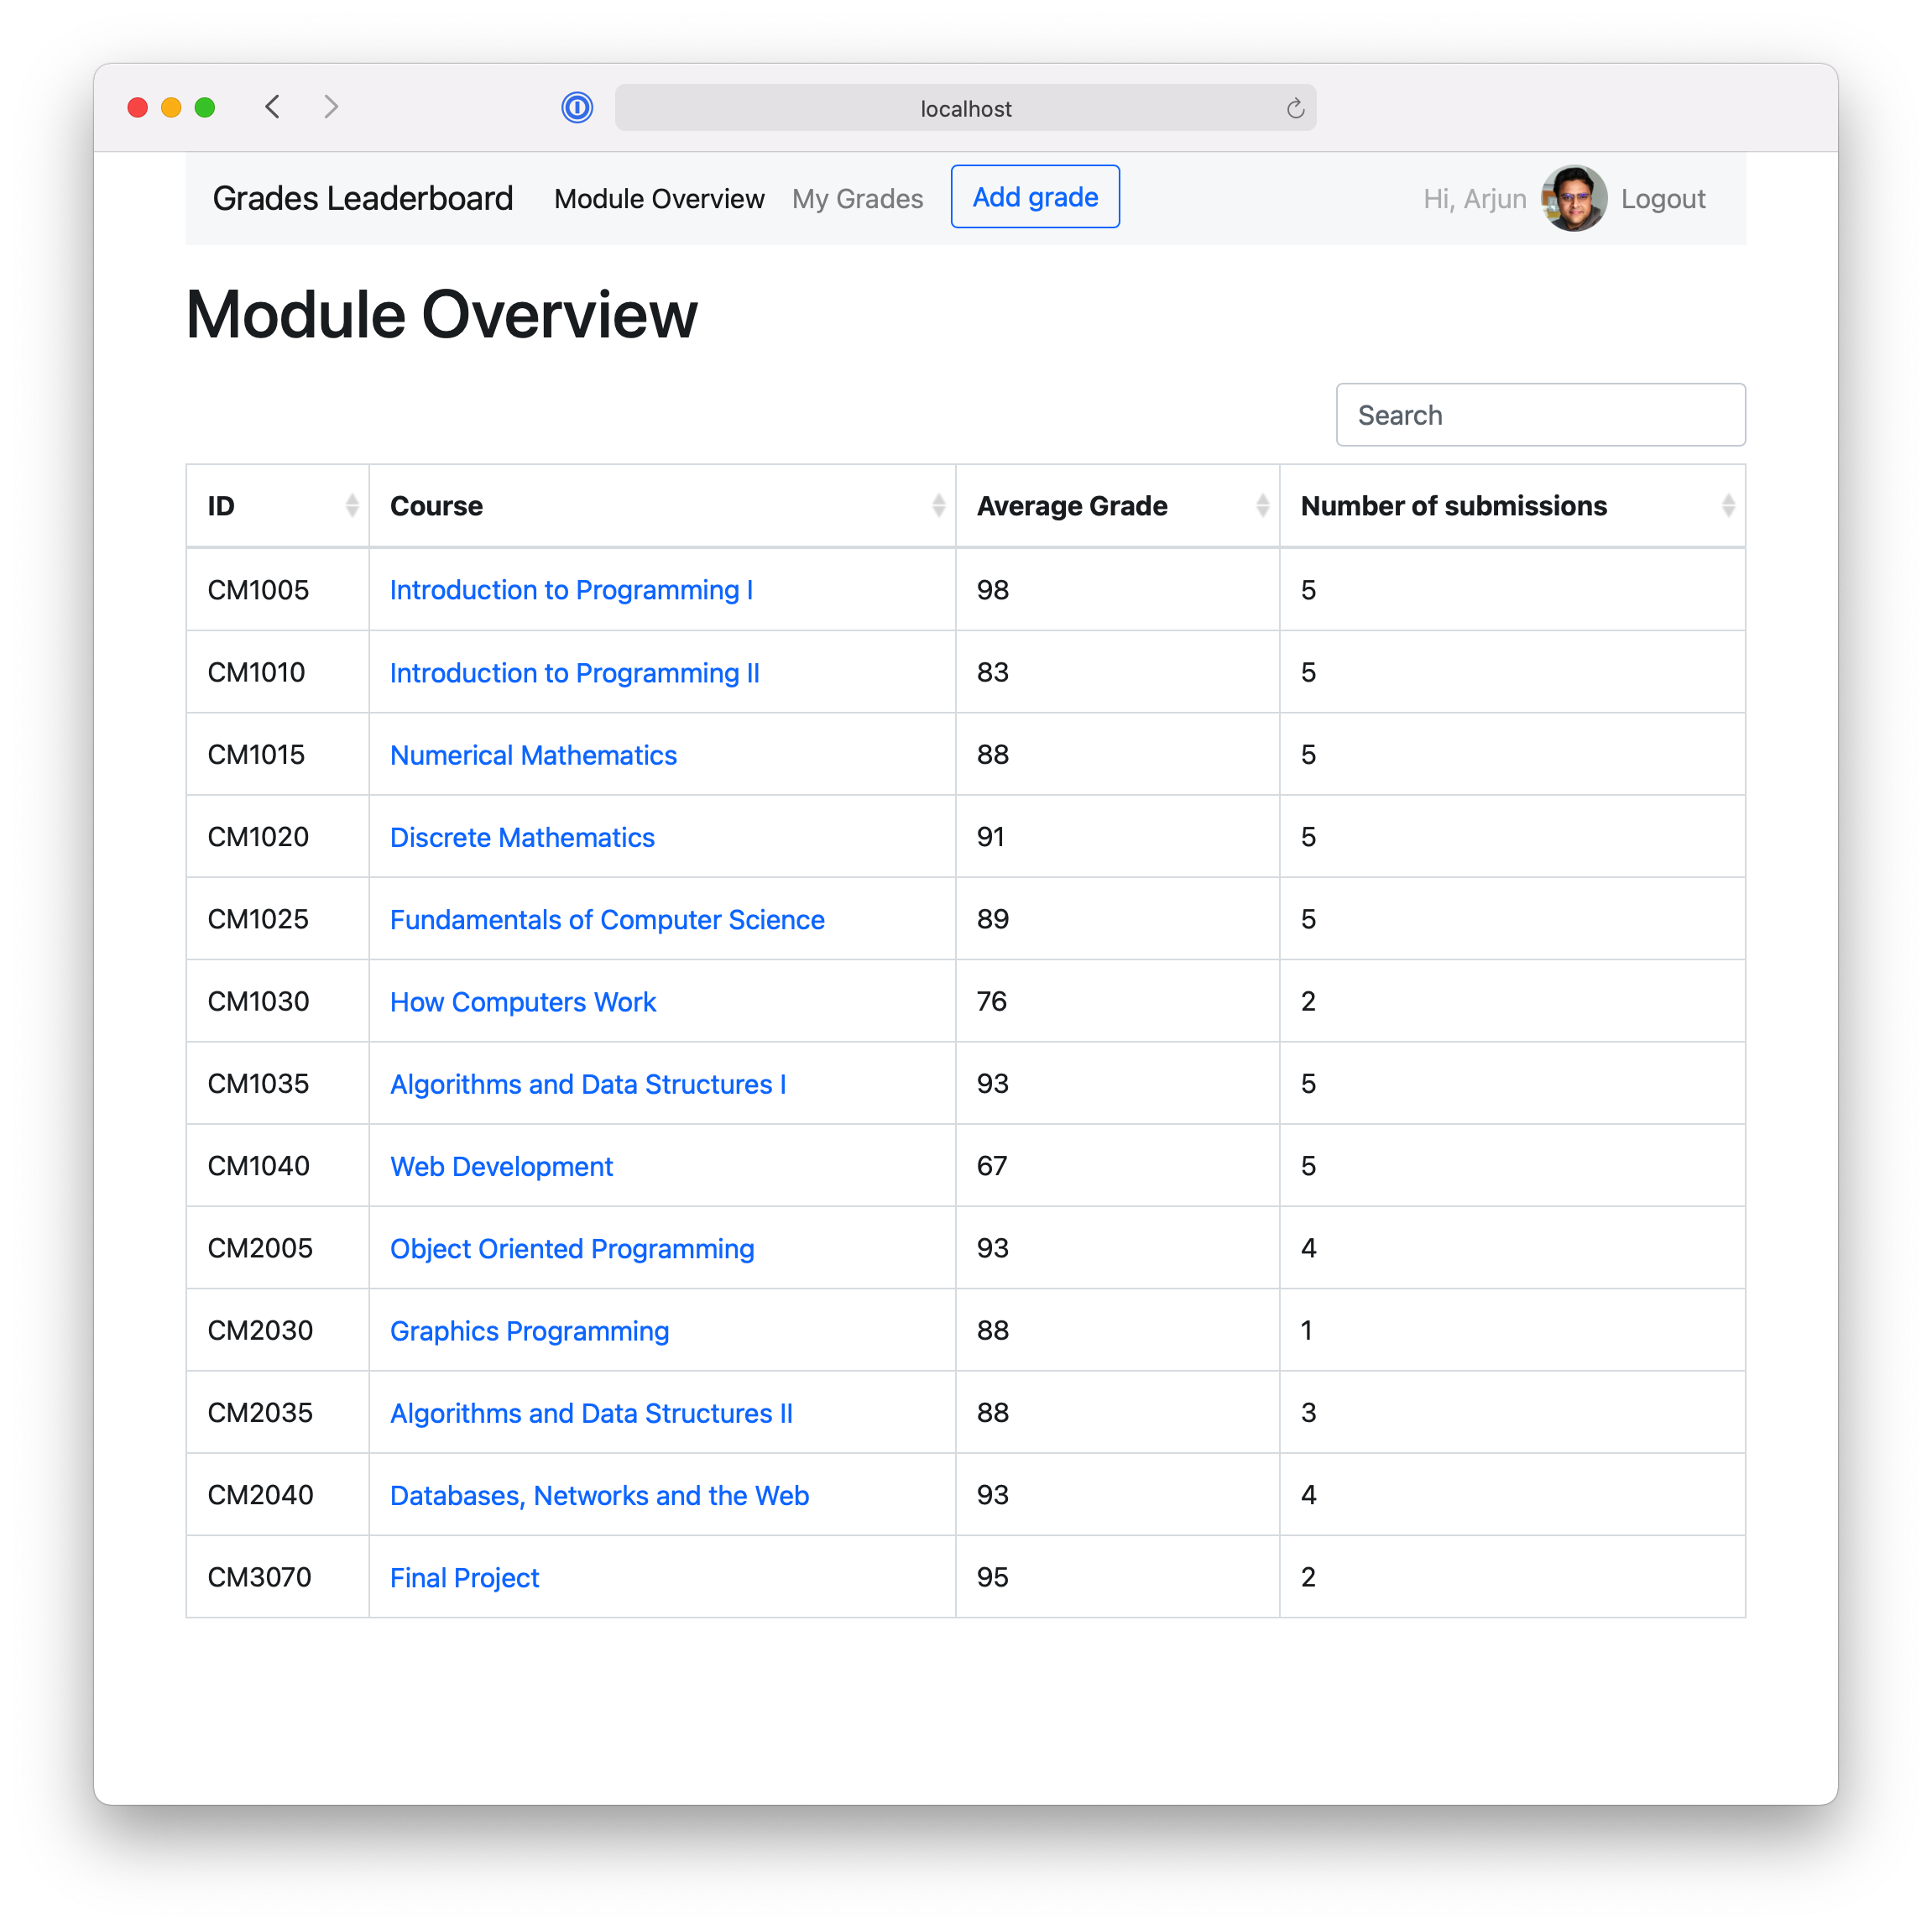 localhost
Grades Leaderboard Module Overview My Grades Add grade Hi, Arjun Logout
Module Overview
Search
ID Course Average Grade Number of submissions
CM1005 Introduction to Programming I 98 5
CM1010 Introduction to Programming II 83 5
CM1015 Numerical Mathematics 88 5
CM1020 Discrete Mathematics 91 5
CM1025 Fundamentals of Computer Science 89 5
CM1030 How Computers Work 76 2
CM1035 Algorithms and Data Structures I 93 5
CM1040 Web Development 67 5
CM2005 Object Oriented Programming 93 4
CM2030 Graphics Programming 88 1
CM2035 Algorithms and Data Structures II 88 3
CM2040 Databases, Networks and the Web 93 4
CM3070 Final Project 95 2